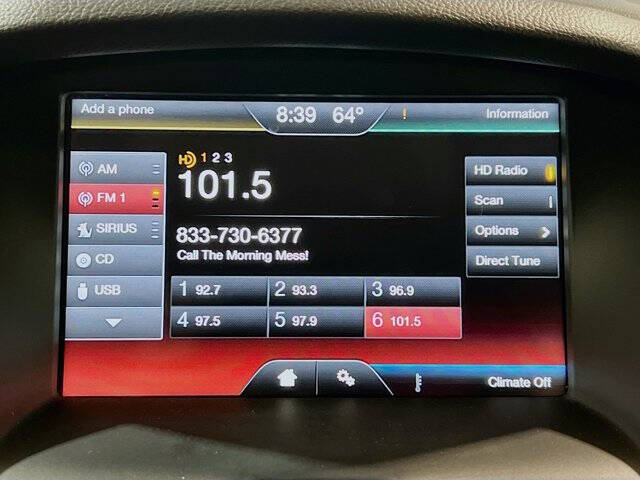 Add a phone
8:39 64°
!
Information
AM
FM 1
SIRIUS
CD
USB
HD 1 2 3
101.5
833-730-6377
Call The Morning Mess!
1 92.7
2 93.3
3 96.9
4 97.5
5 97.9
6 101.5
HD Radio
Scan
Options
Direct Tune
Climate Off